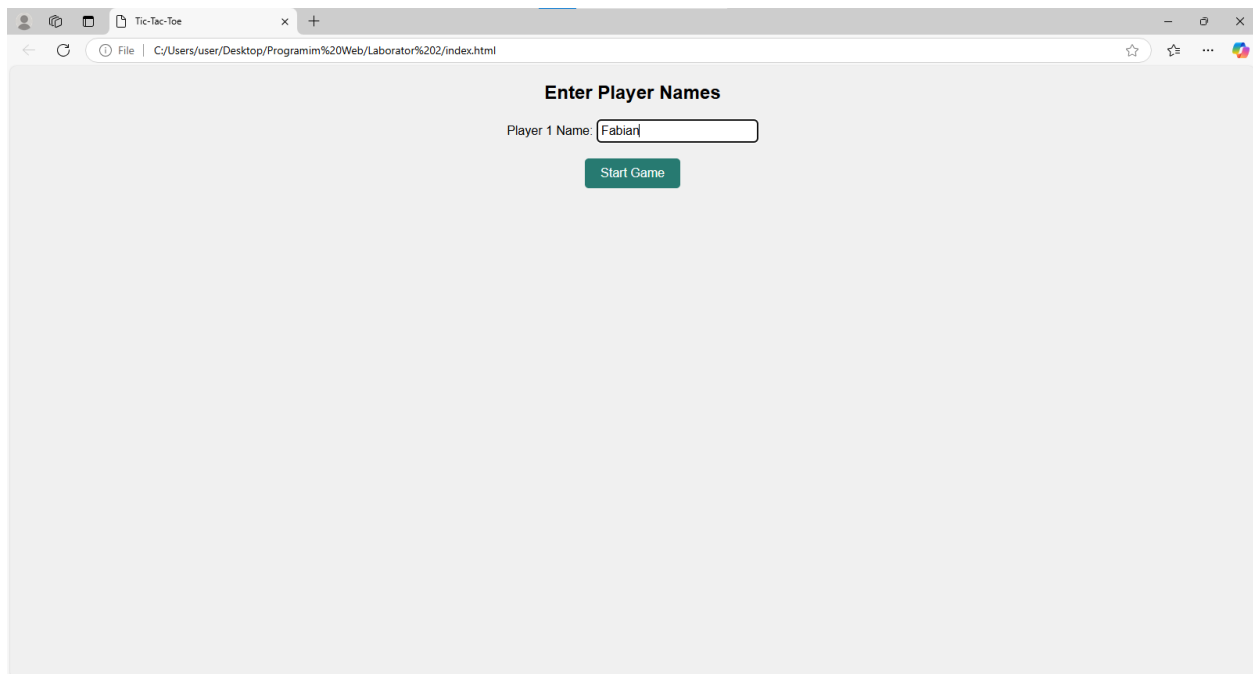 Tic-Tac-Toe
File C:/Users/user/Desktop/Programim%20Web/Laborator%202/index.html
Enter Player Names
Player 1 Name: Fabian
Start Game